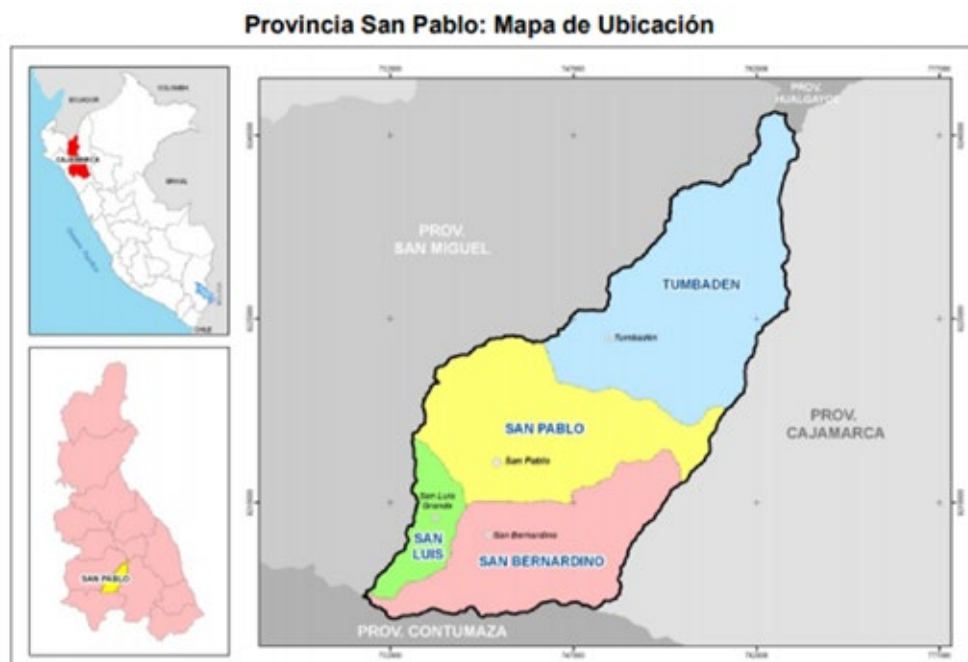 Provincia San Pablo: Mapa de Ubicación
ECUADOR
COLOMBIA
CAJAMARCA
BRASIL
CHILE
SAN PABLO
PROV.
HUALGAYOC
PROV.
SAN MIGUEL
TUMBADEN
Tumbadén
SAN PABLO
San Pablo
PROV.
CAJAMARCA
San Luis
Grande
SAN
LUIS
San Bernardino
SAN BERNARDINO
PROV. CONTUMAZA